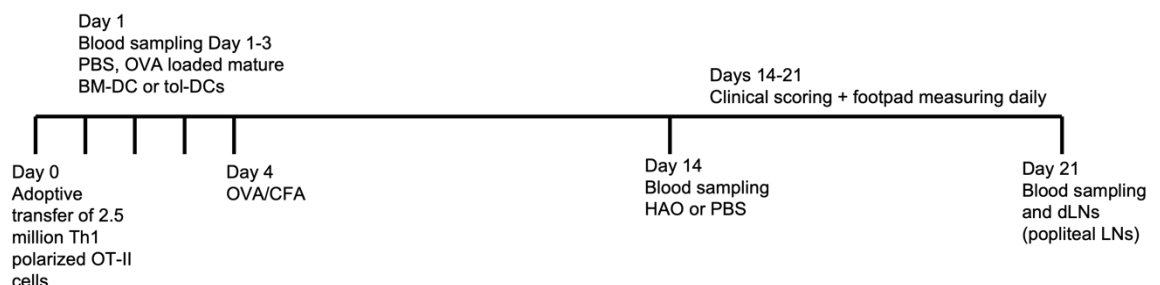 Day 1
Blood sampling Day 1-3
PBS, OVA loaded mature
BM-DC or tol-DCs
Days 14-21
Clinical scoring + footpad measuring daily
Day 0
Adoptive
transfer of 2.5
million Th1
polarized OT-II
cells
Day 4
OVA/CFA
Day 14
Blood sampling
HAO or PBS
Day 21
Blood sampling
and dLNs
(popliteal LNs)